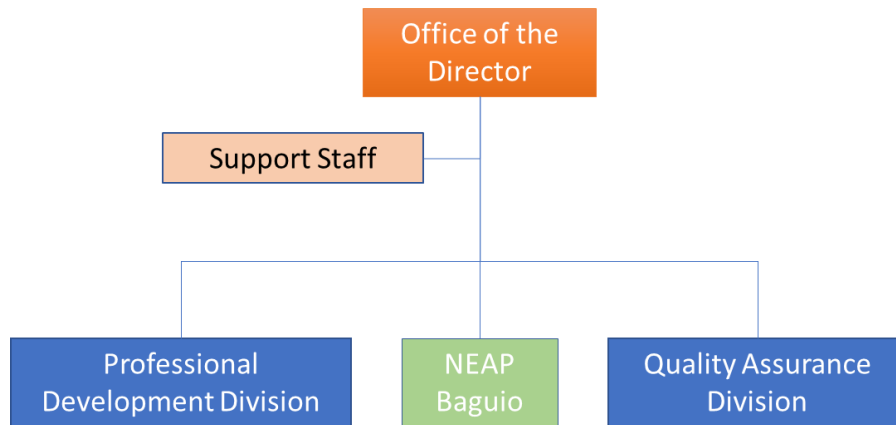 Office of the
Director
Support Staff
Professional
Development Division
NEAP
Baguio
Quality Assurance
Division